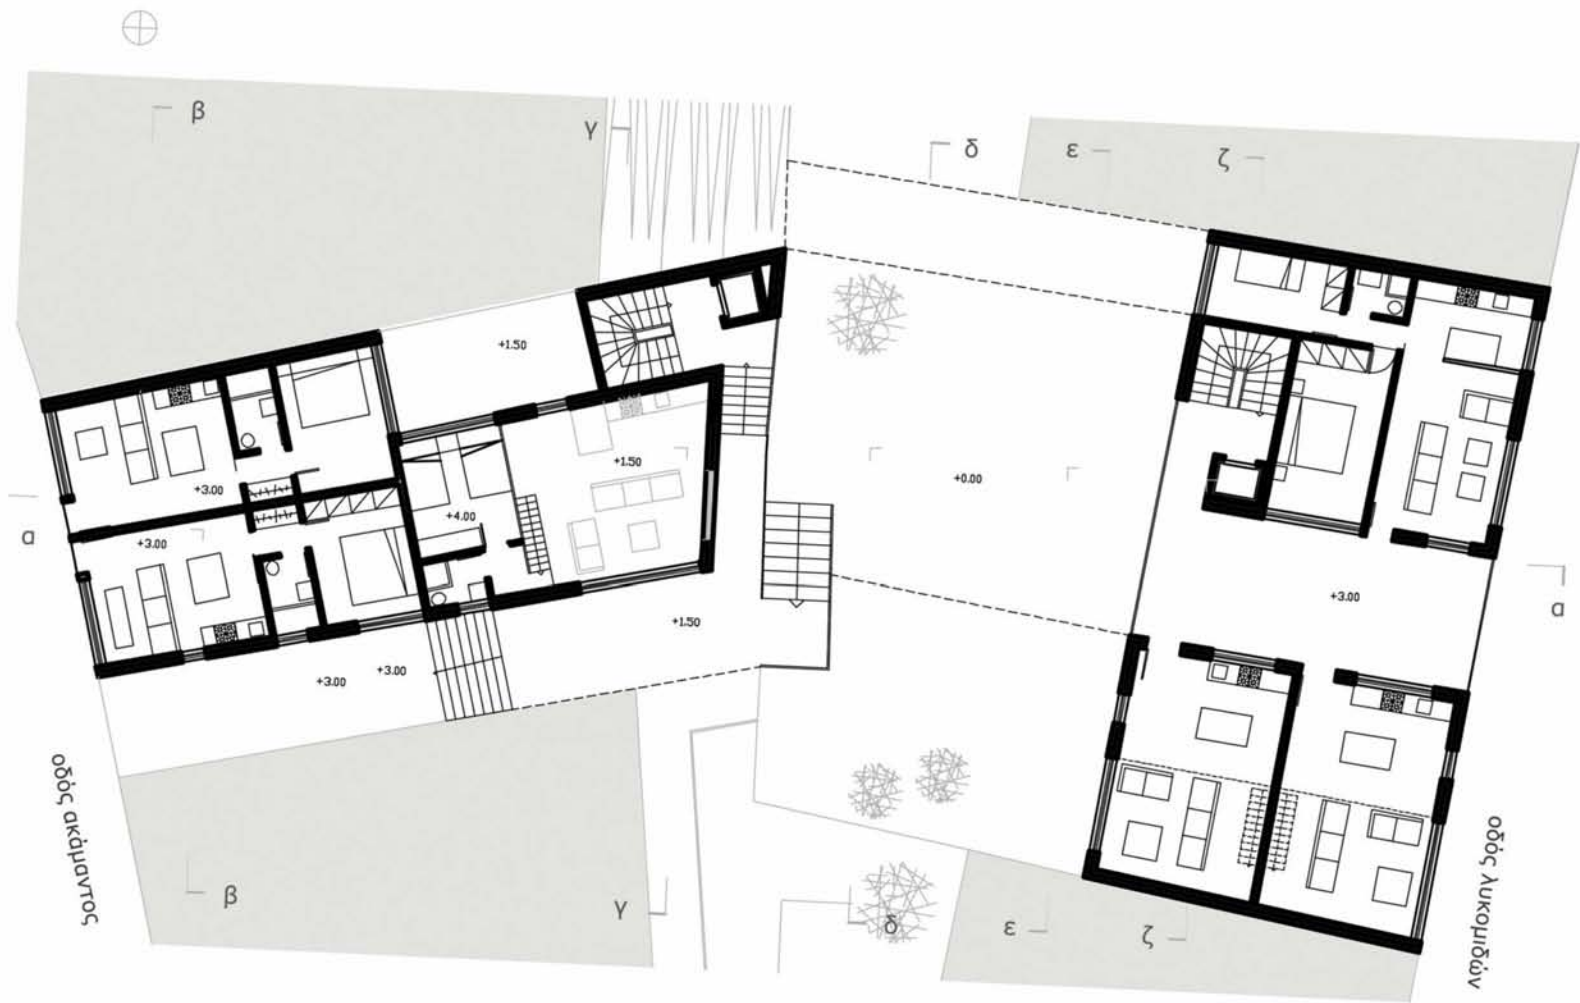 β
γ
δ
ε
ζ
+1.50
+1.50
+0.00
+3.00
+4.00
α
+3.00
+3.00
α
+1.50
+3.00
+3.00
οδός ακάμαντος
οδός λυκομιδών
β
γ
δ
ε
ζ